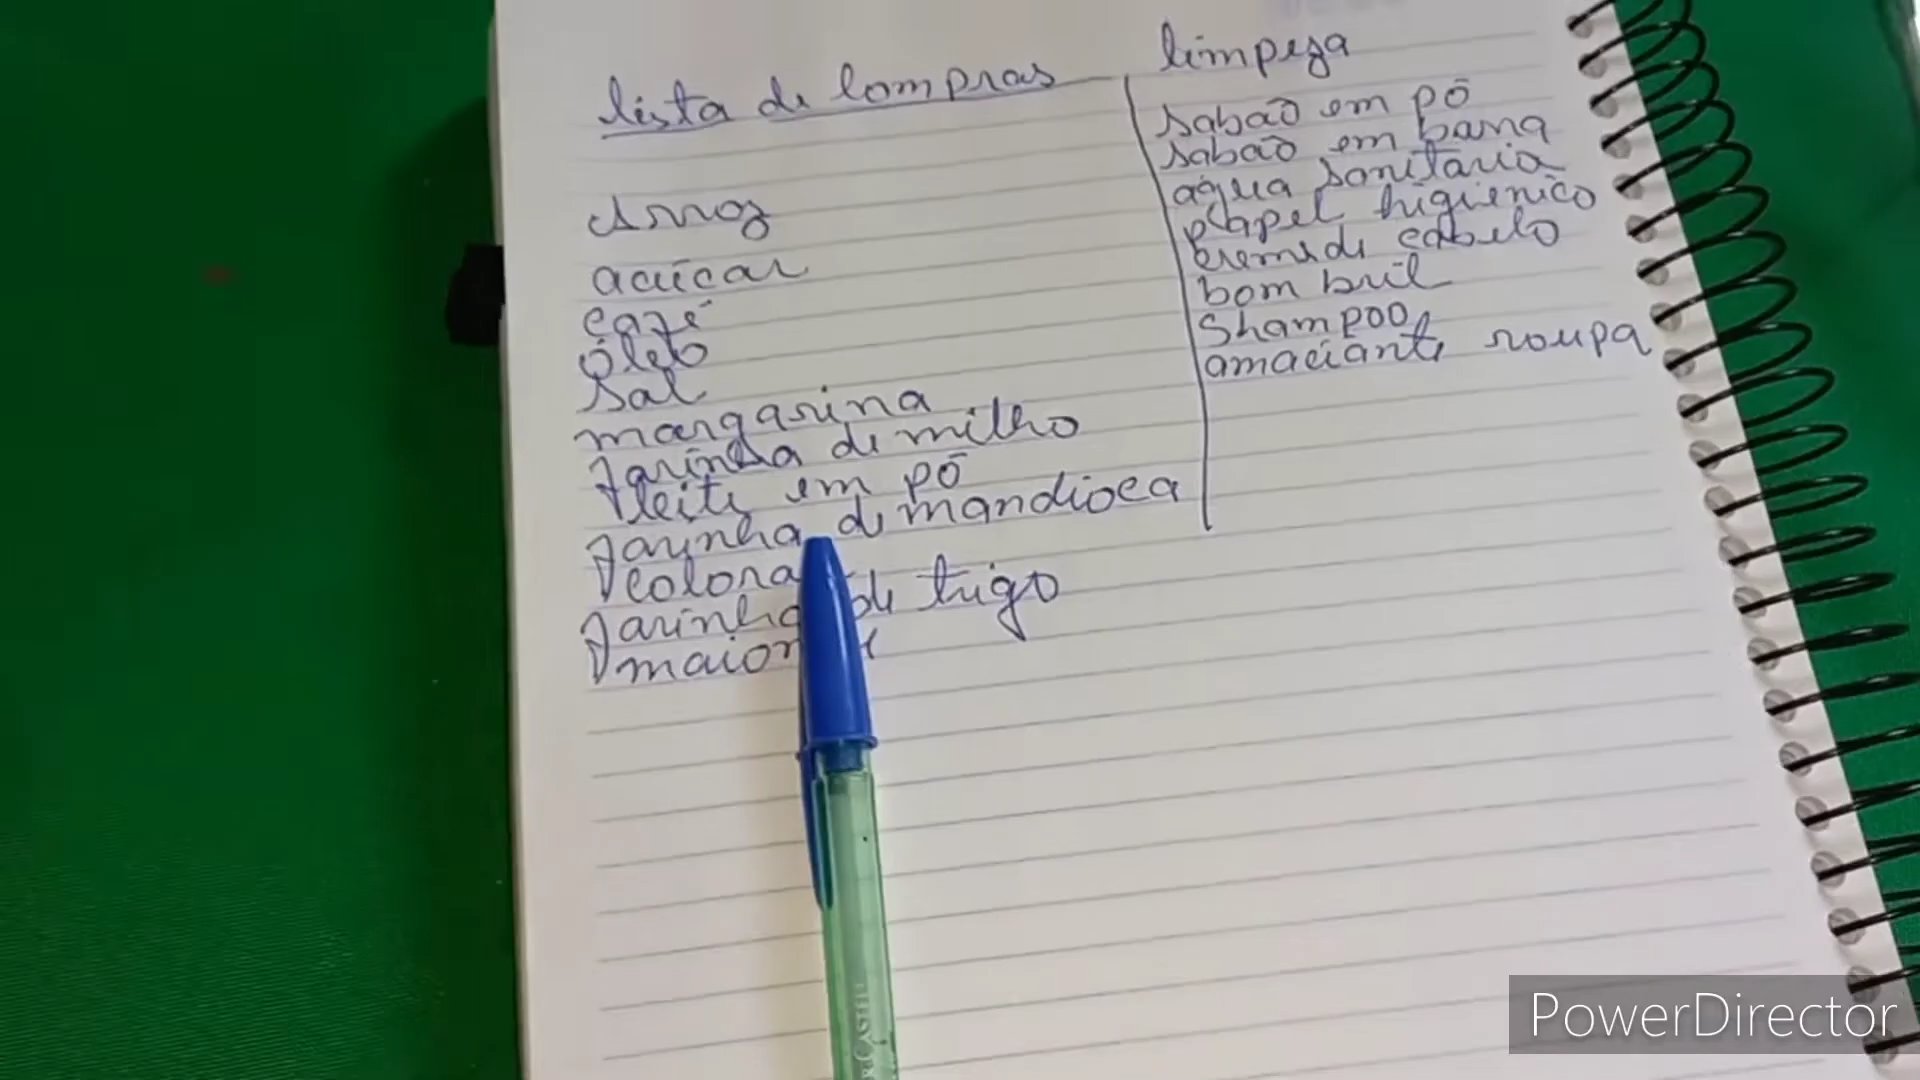 lista de compras
Arroz
açúcar
café
óleo
sal
margarina
farinha de milho
leite em pó
farinha de mandioca
farinha de trigo
limpeza
sabão em pó
sabão em barra
água sanitária
papel higiênico
creme de cabelo
bom bril
Shampoo
amaciante roupa
PowerDirector